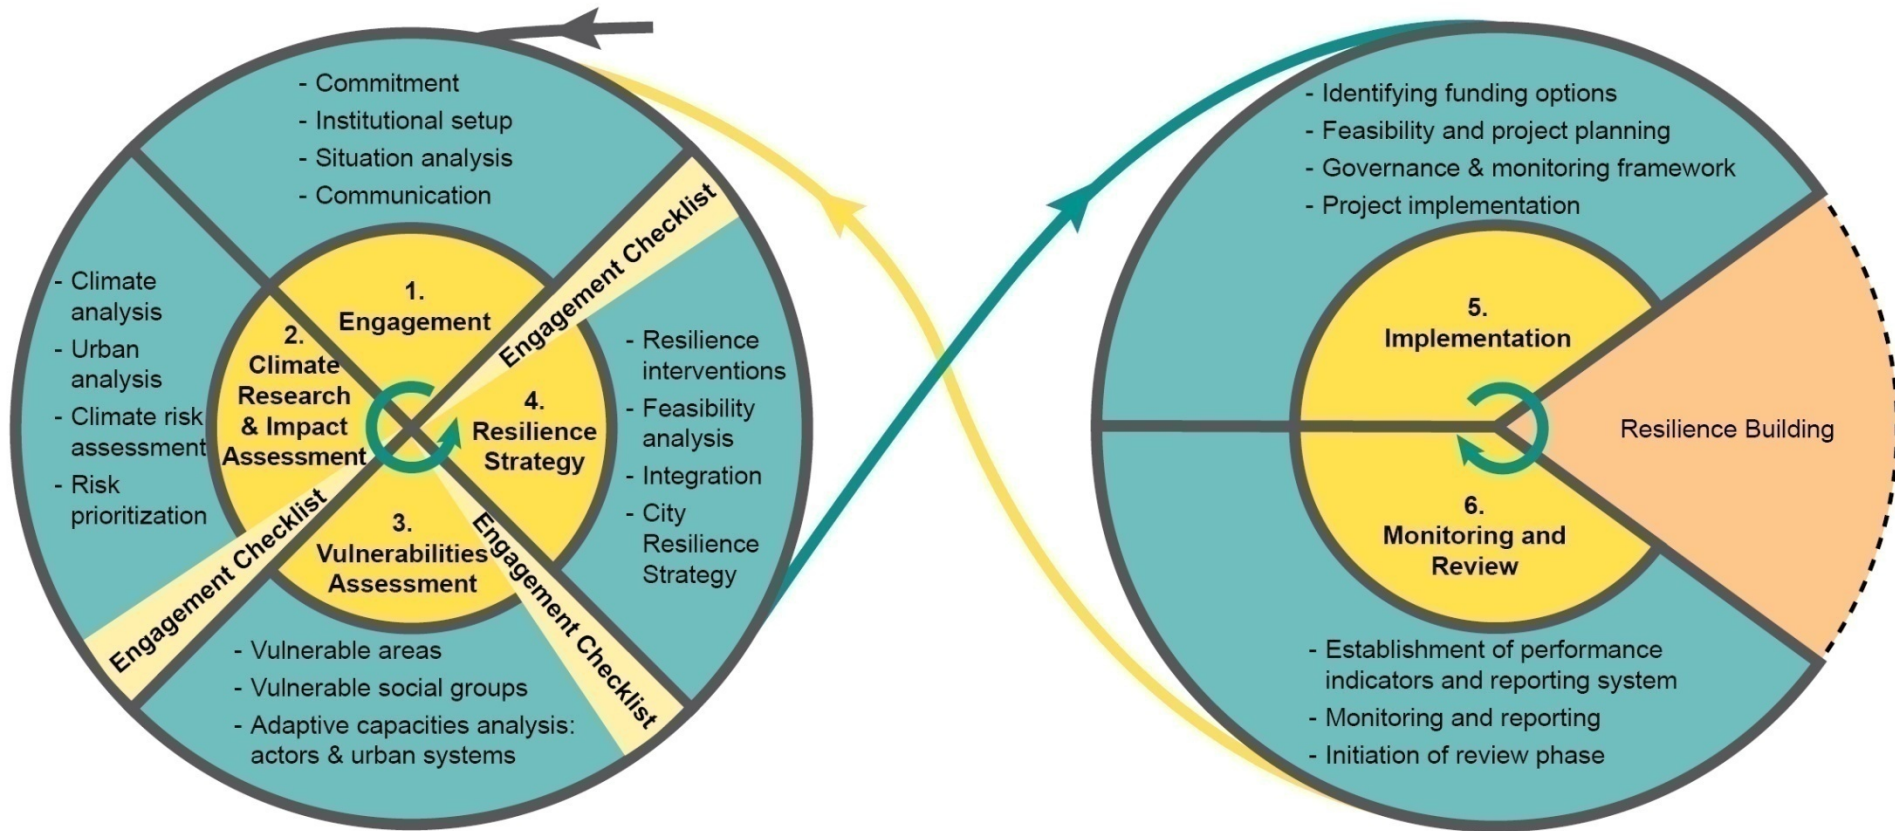 - Commitment
- Institutional setup
- Situation analysis
- Communication
1.
Engagement
Engagement Checklist
- Climate
analysis
- Urban
analysis
- Climate risk
assessment
- Risk
prioritization
2.
Climate
Research
& Impact
Assessment
Engagement Checklist
3.
Vulnerabilities
Assessment
- Vulnerable areas
- Vulnerable social groups
- Adaptive capacities analysis:
actors & urban systems
Engagement Checklist
4.
Resilience
Strategy
- Resilience
interventions
- Feasibility
analysis
- Integration
- City
Resilience
Strategy
- Identifying funding options
- Feasibility and project planning
- Governance & monitoring framework
- Project implementation
5.
Implementation
Resilience Building
6.
Monitoring and
Review
- Establishment of performance
indicators and reporting system
- Monitoring and reporting
- Initiation of review phase